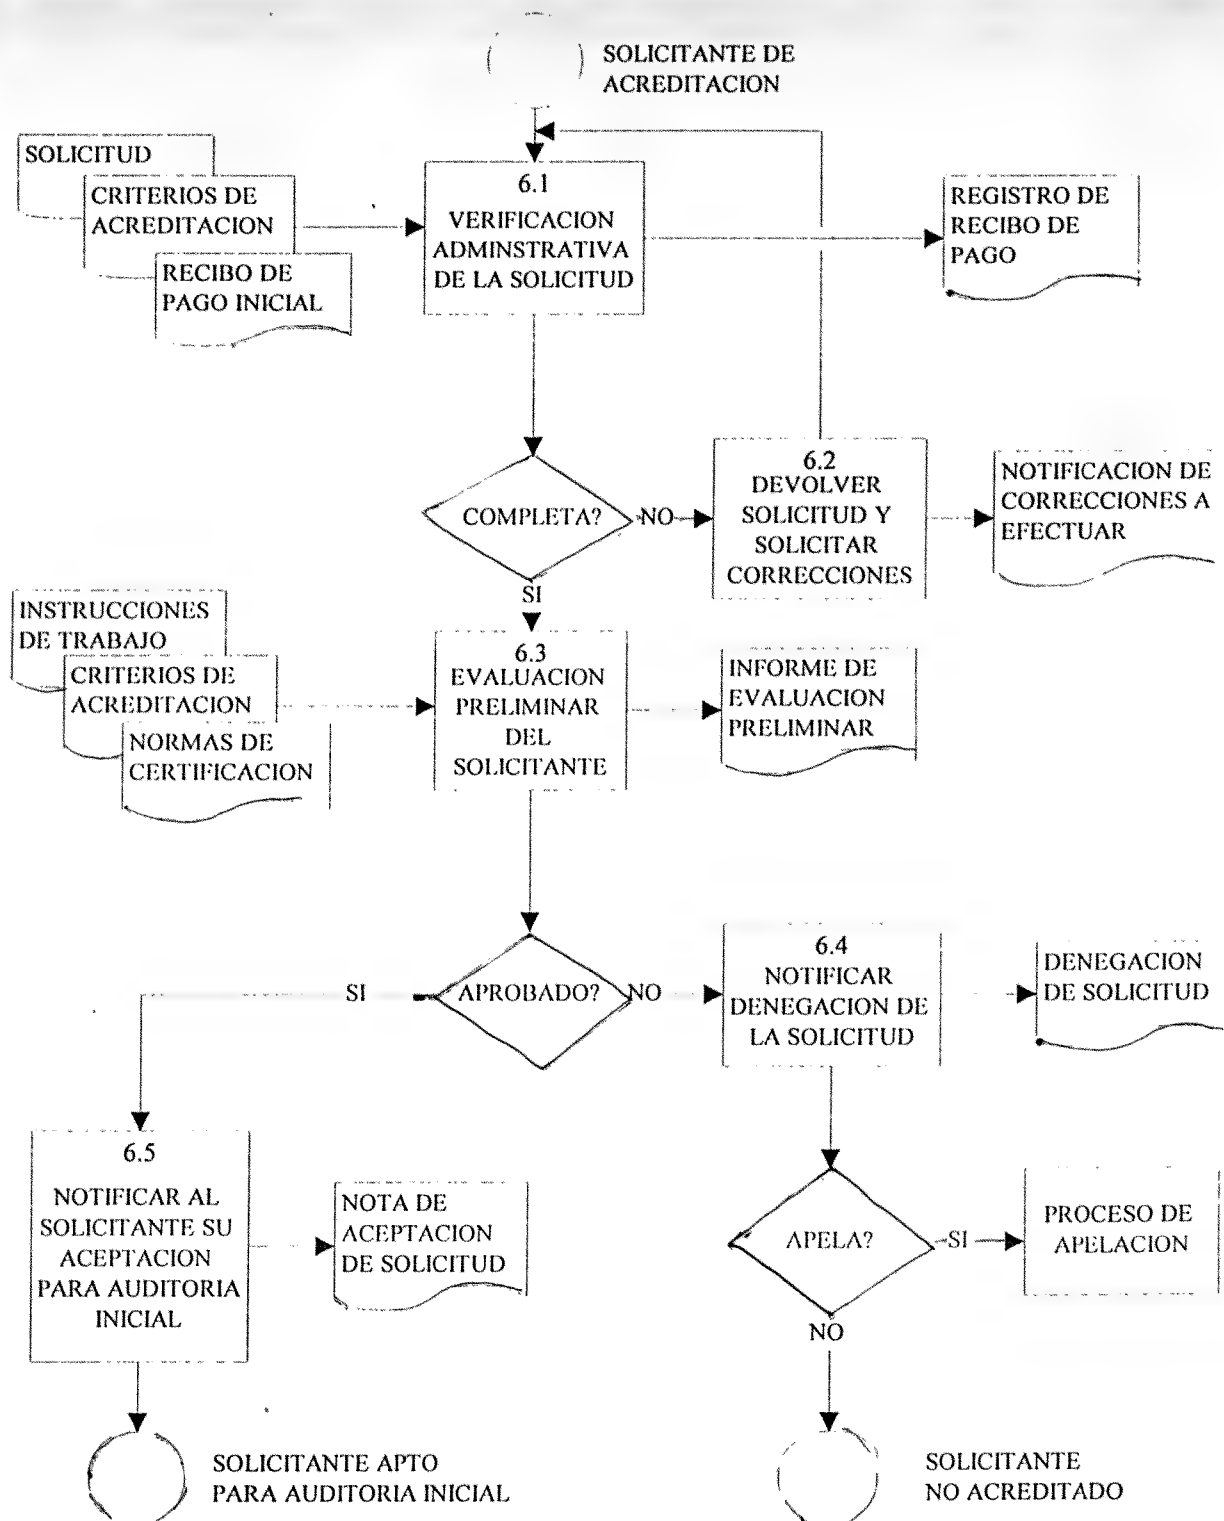 SOLICITANTE DE
ACREDITACION
SOLICITUD
CRITERIOS DE
ACREDITACION
RECIBO DE
PAGO INICIAL
6.1
VERIFICACION
ADMINSTRATIVA
DE LA SOLICITUD
REGISTRO DE
RECIBO DE
PAGO
COMPLETA?
NO
6.2
DEVOLVER
SOLICITUD Y
SOLICITAR
CORRECCIONES
NOTIFICACION DE
CORRECCIONES A
EFECTUAR
SI
INSTRUCCIONES
DE TRABAJO
CRITERIOS DE
ACREDITACION
NORMAS DE
CERTIFICACION
6.3
EVALUACION
PRELIMINAR
DEL
SOLICITANTE
INFORME DE
EVALUACION
PRELIMINAR
SI
APROBADO?
NO
6.4
NOTIFICAR
DENEGACION DE
LA SOLICITUD
DENEGACION
DE SOLICITUD
6.5
NOTIFICAR AL
SOLICITANTE SU
ACEPTACION
PARA AUDITORIA
INICIAL
NOTA DE
ACEPTACION
DE SOLICITUD
APELA?
SI
PROCESO DE
APELACION
NO
SOLICITANTE APTO
PARA AUDITORIA INICIAL
SOLICITANTE
NO ACREDITADO